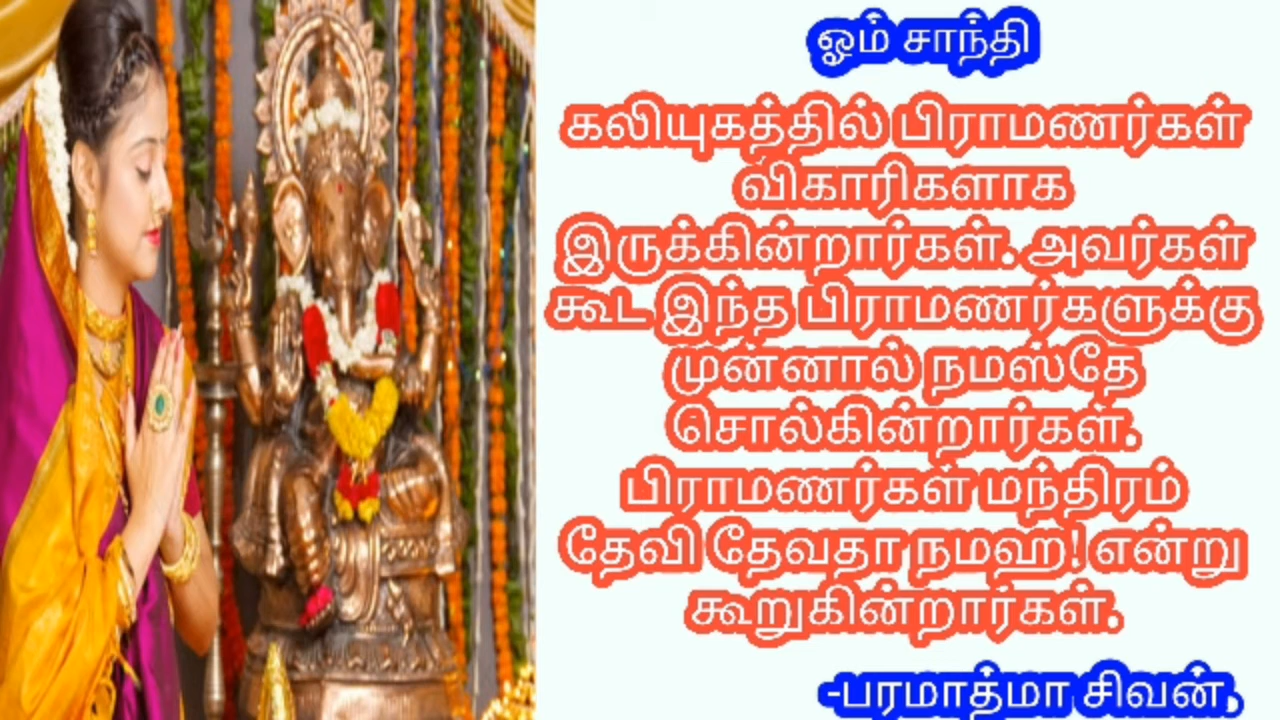 ஓம் சாந்தி
கலியுகத்தில் பிராமணர்கள்
விகாரிகளாக
இருக்கின்றார்கள். அவர்கள்
கூட இந்த பிராமணர்களுக்கு
முன்னால் நமஸ்தே
சொல்கின்றார்கள்.
பிராமணர்கள் மந்திரம்
தேவி தேவதா நமஹ! என்று
கூறுகின்றார்கள்.
-பரமாத்மா சிவன்,